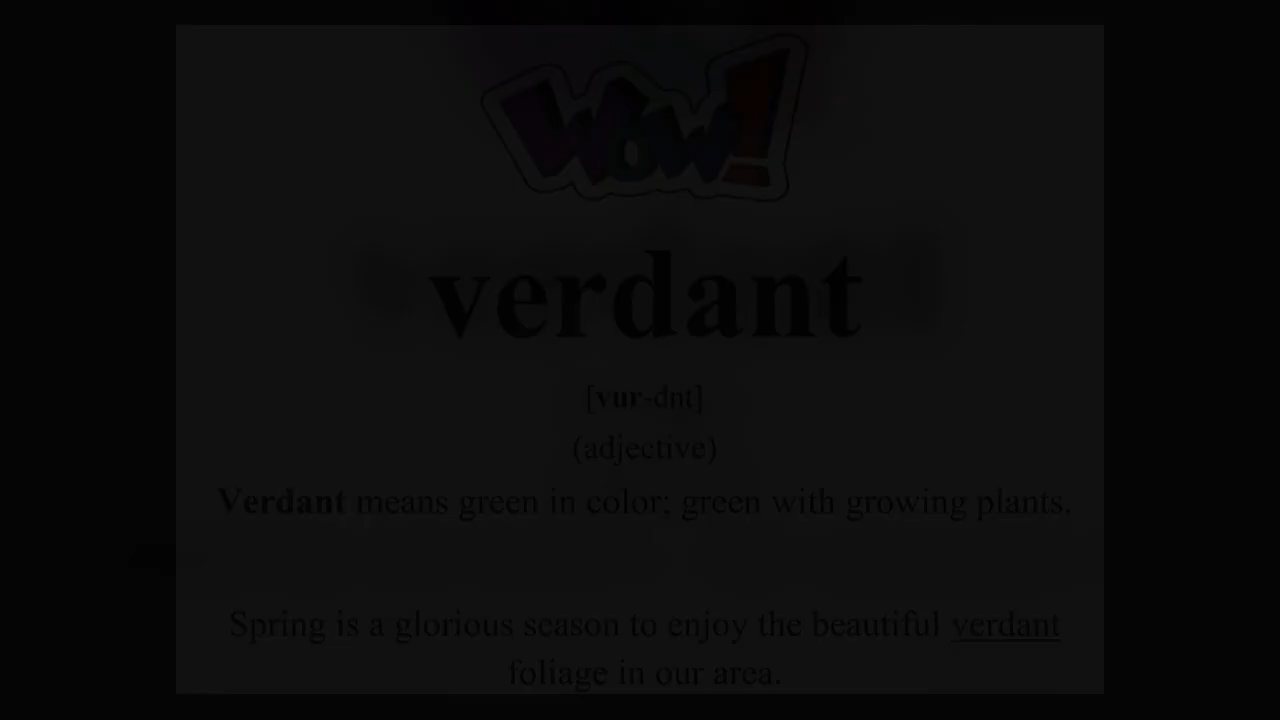 Wow!
verdant
[vur-dnt]
(adjective)
Verdant means green in color; green with growing plants.
Spring is a glorious season to enjoy the beautiful verdant
foliage in our area.